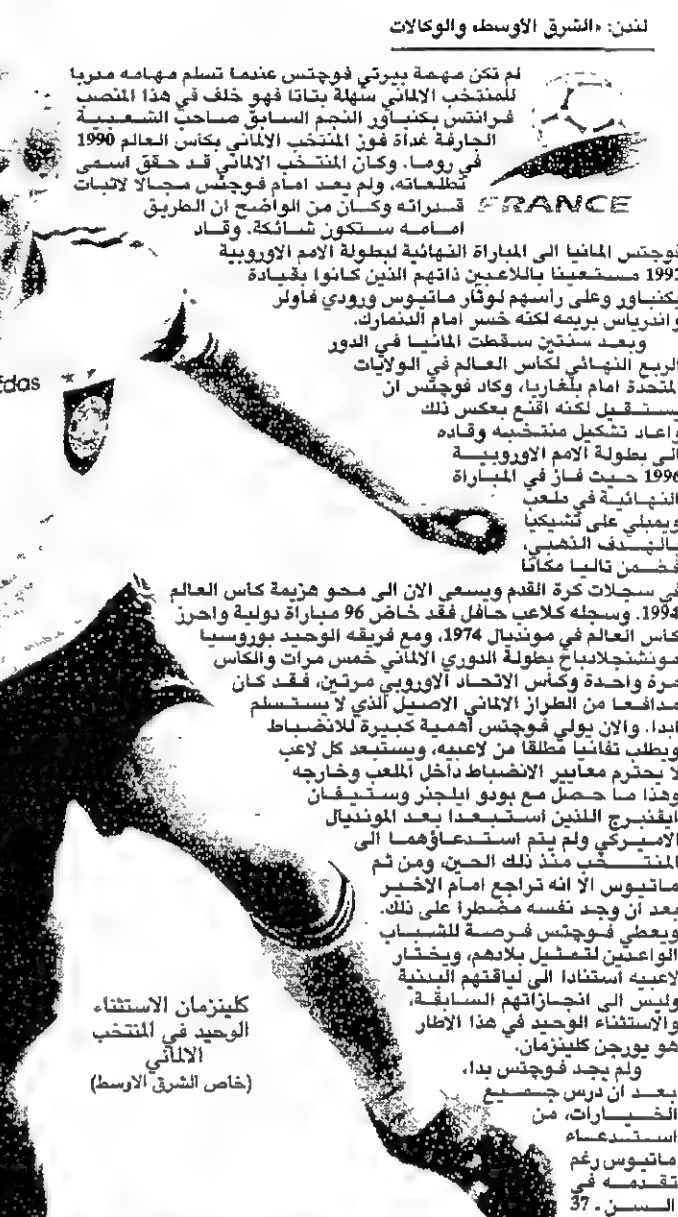 لندن: «الشرق الأوسط» والوكالات
لم تكن مهمة بيرتي فوجتس عندما تسلم مهامه مدربا
للمنتخب الالماني سهلة بتاتا فهو خلف في هذا المنصب
فرانتس بكنباور النجم السابق صاحب الشعبية
الجارفة غداة فوز المنتخب الالماني بكأس العالم 1990
في روما. وكان المنتخب الالماني قد حقق اسمى
تطلعاته، ولم يعد امام فوجتس مجالا لاثبات
قدراته وكان من الواضح ان الطريق
امامه ستكون شائكة. وقاد
FRANCE
فوجتس المانيا الى المباراة النهائية لبطولة الامم الاوروبية
1992 مستعينا باللاعبين ذاتهم الذين كانوا بقيادة
بكنباور وعلى رأسهم لوثار ماتيوس ورودي فاولر
واندرياس بريمه لكنه خسر امام الدنمارك.
وبعد سنتين سقطت المانيا في الدور
الربع النهائي لكأس العالم في الولايات
المتحدة امام بلغاريا، وكاد فوجتس ان
يستقيل لكنه اقنع بعكس ذلك
واعاد تشكيل منتخبه وقاده
الى بطولة الامم الاوروبية
1996 حيث فاز في المباراة
النهائية في ملعب
ويمبلي على تشيكيا
بالهدف الذهبي،
فضمن تاليا مكانا
في سجلات كرة القدم ويسعى الان الى محو هزيمة كأس العالم
1994. وسجله كلاعب حافل فقد خاض 96 مباراة دولية واحرز
كأس العالم في مونديال 1974، ومع فريقه الوحيد بوروسيا
مونشنجلادباخ بطولة الدوري الالماني خمس مرات والكأس
مرة واحدة وكأس الاتحاد الاوروبي مرتين، فقد كان
مدافعا من الطراز الالماني الاصيل الذي لا يستسلم
ابدا. والان يولي فوجتس اهمية كبيرة للانضباط
ويطلب تفانيا مطلقا من لاعبيه، ويستبعد كل لاعب
لا يحترم معايير الانضباط داخل الملعب وخارجه
وهذا ما حصل مع بودو ايلجنر وستيفان
ايفنبرج اللذين استبعدا بعد المونديال
الاميركي ولم يتم استدعاؤهما الى
المنتخب منذ ذلك الحين، ومن ثم
ماتيوس الا انه تراجع امام الاخير
بعد ان وجد نفسه مضطرا على ذلك.
ويعطي فوجتس فرصة للشباب
الواعدين لتمثيل بلادهم، ويختار
لاعبيه استنادا الى لياقتهم البدنية
وليس الى انجازاتهم السابقة،
والاستثناء الوحيد في هذا الاطار
هو يورجن كلينزمان.
ولم يجد فوجتس بدا،
بعد ان درس جميع
الخيارات، من
استدعاء
ماتيوس رغم
تقدمه في
السن ـ 37
كلينزمان الاستثناء
الوحيد في المنتخب
الالماني
(خاص الشرق الاوسط)